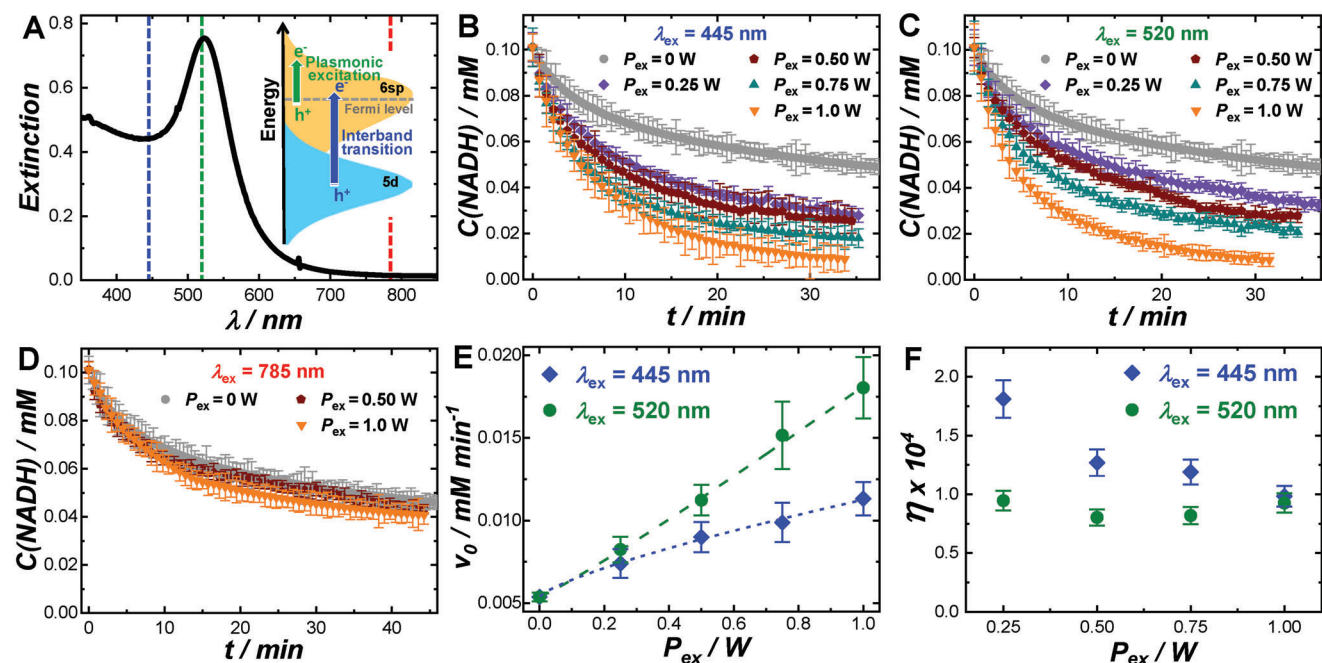 A
Extinction
0.8
0.6
0.4
0.2
0.0
400 500 600 700 800
λ / nm
Energy
e-
Plasmonic
excitation
h+
6sp
e-
Fermi level
Interband
transition
h+
5d
B
λex = 445 nm
Pex = 0 W
Pex = 0.50 W
Pex = 0.25 W
Pex = 0.75 W
Pex = 1.0 W
C(NADH) / mM
0.10
0.08
0.06
0.04
0.02
0.00
0 10 20 30
t / min
C
λex = 520 nm
Pex = 0 W
Pex = 0.50 W
Pex = 0.25 W
Pex = 0.75 W
Pex = 1.0 W
C(NADH) / mM
0.10
0.08
0.06
0.04
0.02
0.00
0 10 20 30
t / min
D
λex = 785 nm
Pex = 0 W
Pex = 0.50 W
Pex = 1.0 W
C(NADH) / mM
0.10
0.08
0.06
0.04
0.02
0.00
0 10 20 30 40
t / min
E
λex = 445 nm
λex = 520 nm
v0 / mM min-1
0.020
0.015
0.010
0.005
0.0 0.2 0.4 0.6 0.8 1.0
Pex / W
F
λex = 445 nm
λex = 520 nm
η x 10⁴
2.0
1.5
1.0
0.5
0.0
0.25 0.50 0.75 1.00
Pex / W